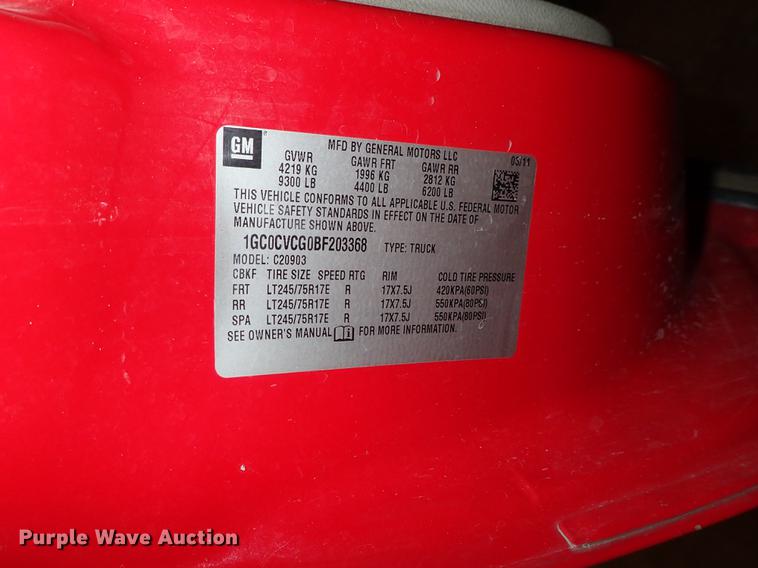 GM
MFD BY GENERAL MOTORS LLC 05/11
GVWR GAWR FRT GAWR RR
4219 KG 1996 KG 2812 KG
9300 LB 4400 LB 6200 LB
THIS VEHICLE CONFORMS TO ALL APPLICABLE U.S. FEDERAL MOTOR
VEHICLE SAFETY STANDARDS IN EFFECT ON THE DATE OF
MANUFACTURE SHOWN ABOVE.
1GC0CVCG0BF203368 TYPE: TRUCK
MODEL: C20903
CBKF TIRE SIZE SPEED RTG RIM COLD TIRE PRESSURE
FRT LT245/75R17E R 17X7.5J 420KPA(60PSI)
RR LT245/75R17E R 17X7.5J 550KPA(80PSI)
SPA LT245/75R17E R 17X7.5J 550KPA(80PSI)
SEE OWNER'S MANUAL FOR MORE INFORMATION.
Purple Wave Auction